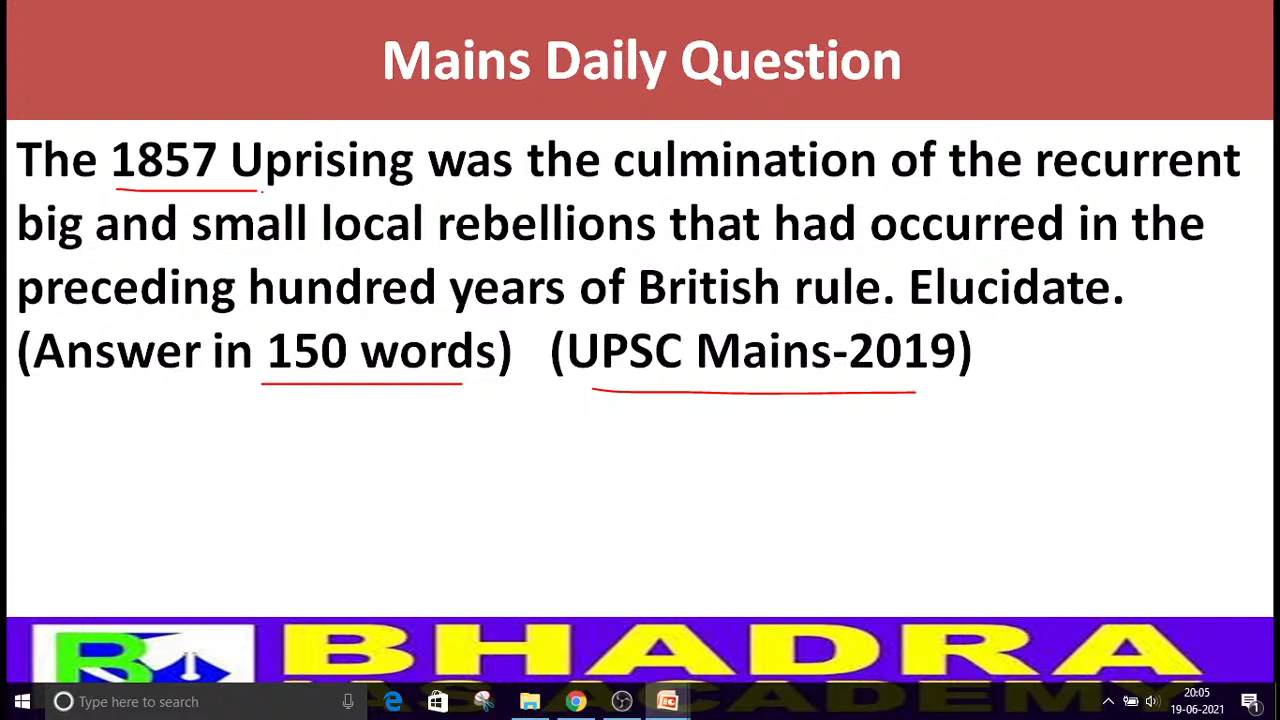 Mains Daily Question
The 1857 Uprising was the culmination of the recurrent
big and small local rebellions that had occurred in the
preceding hundred years of British rule. Elucidate.
(Answer in 150 words) (UPSC Mains-2019)
BHADRA
Type here to search
20:05
19-06-2021